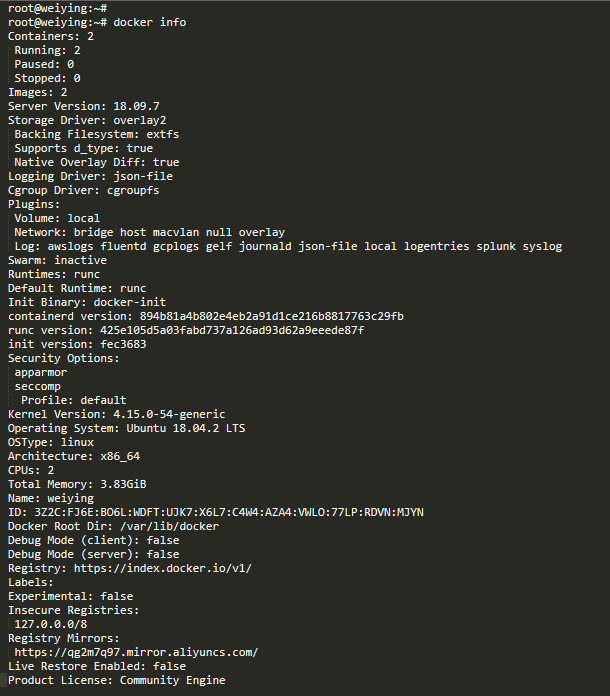 root@weiying:~#
root@weiying:~# docker info
Containers: 2
 Running: 2
 Paused: 0
 Stopped: 0
Images: 2
Server Version: 18.09.7
Storage Driver: overlay2
 Backing Filesystem: extfs
 Supports d_type: true
 Native Overlay Diff: true
Logging Driver: json-file
Cgroup Driver: cgroupfs
Plugins:
 Volume: local
 Network: bridge host macvlan null overlay
 Log: awslogs fluentd gcplogs gelf journald json-file local logentries splunk syslog
Swarm: inactive
Runtimes: runc
Default Runtime: runc
Init Binary: docker-init
containerd version: 894b81a4b802e4eb2a91d1ce216b8817763c29fb
runc version: 425e105d5a03fabd737a126ad93d62a9eeede87f
init version: fec3683
Security Options:
 apparmor
 seccomp
  Profile: default
Kernel Version: 4.15.0-54-generic
Operating System: Ubuntu 18.04.2 LTS
OSType: linux
Architecture: x86_64
CPUs: 2
Total Memory: 3.83GiB
Name: weiying
ID: 3Z2C:FJ6E:BO6L:WDFT:UJK7:X6L7:C4W4:AZA4:VWLO:77LP:RDVN:MJYN
Docker Root Dir: /var/lib/docker
Debug Mode (client): false
Debug Mode (server): false
Registry: https://index.docker.io/v1/
Labels:
Experimental: false
Insecure Registries:
 127.0.0.0/8
Registry Mirrors:
 https://qg2m7q97.mirror.aliyuncs.com/
Live Restore Enabled: false
Product License: Community Engine